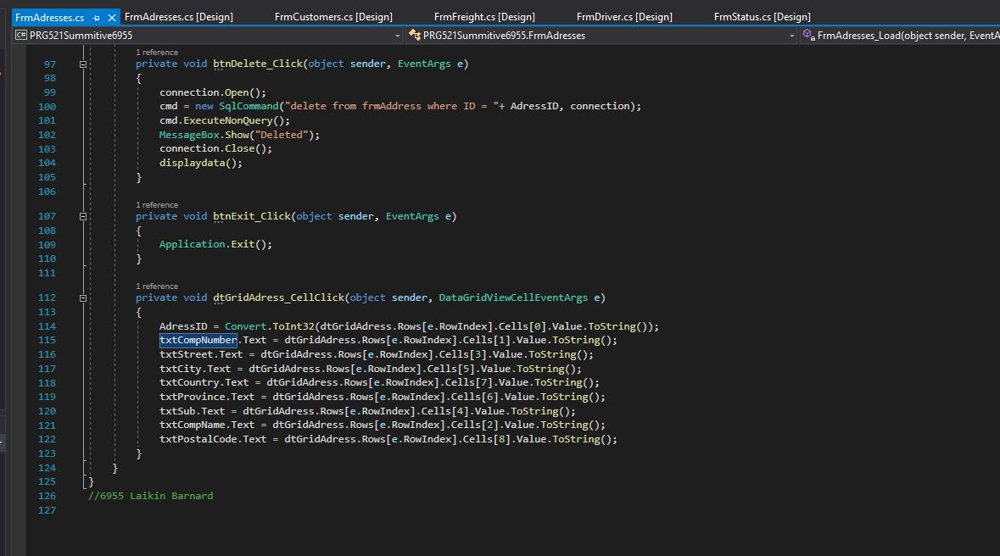 FrmAdresses.cs FrmAdresses.cs [Design] FrmCustomers.cs [Design] FrmFreight.cs [Design] FrmDriver.cs [Design] FrmStatus.cs [Design]
C# PRG521Summitive6955 PRG521Summitive6955.FrmAdresses FrmAdresses_Load(object sender, EventA
1 reference
97 private void btnDelete_Click(object sender, EventArgs e)
98 {
99 connection.Open();
100 cmd = new SqlCommand("delete from frmAddress where ID = "+ AdressID, connection);
101 cmd.ExecuteNonQuery();
102 MessageBox.Show("Deleted");
103 connection.Close();
104 displaydata();
105 }
106
1 reference
107 private void btnExit_Click(object sender, EventArgs e)
108 {
109 Application.Exit();
110 }
111
1 reference
112 private void dtGridAdress_CellClick(object sender, DataGridViewCellEventArgs e)
113 {
114 AdressID = Convert.ToInt32(dtGridAdress.Rows[e.RowIndex].Cells[0].Value.ToString());
115 txtCompNumber.Text = dtGridAdress.Rows[e.RowIndex].Cells[1].Value.ToString();
116 txtStreet.Text = dtGridAdress.Rows[e.RowIndex].Cells[3].Value.ToString();
117 txtCity.Text = dtGridAdress.Rows[e.RowIndex].Cells[5].Value.ToString();
118 txtCountry.Text = dtGridAdress.Rows[e.RowIndex].Cells[7].Value.ToString();
119 txtProvince.Text = dtGridAdress.Rows[e.RowIndex].Cells[6].Value.ToString();
120 txtSub.Text = dtGridAdress.Rows[e.RowIndex].Cells[4].Value.ToString();
121 txtCompName.Text = dtGridAdress.Rows[e.RowIndex].Cells[2].Value.ToString();
122 txtPostalCode.Text = dtGridAdress.Rows[e.RowIndex].Cells[8].Value.ToString();
123 }
124 }
125 }
126 //6955 Laikin Barnard
127